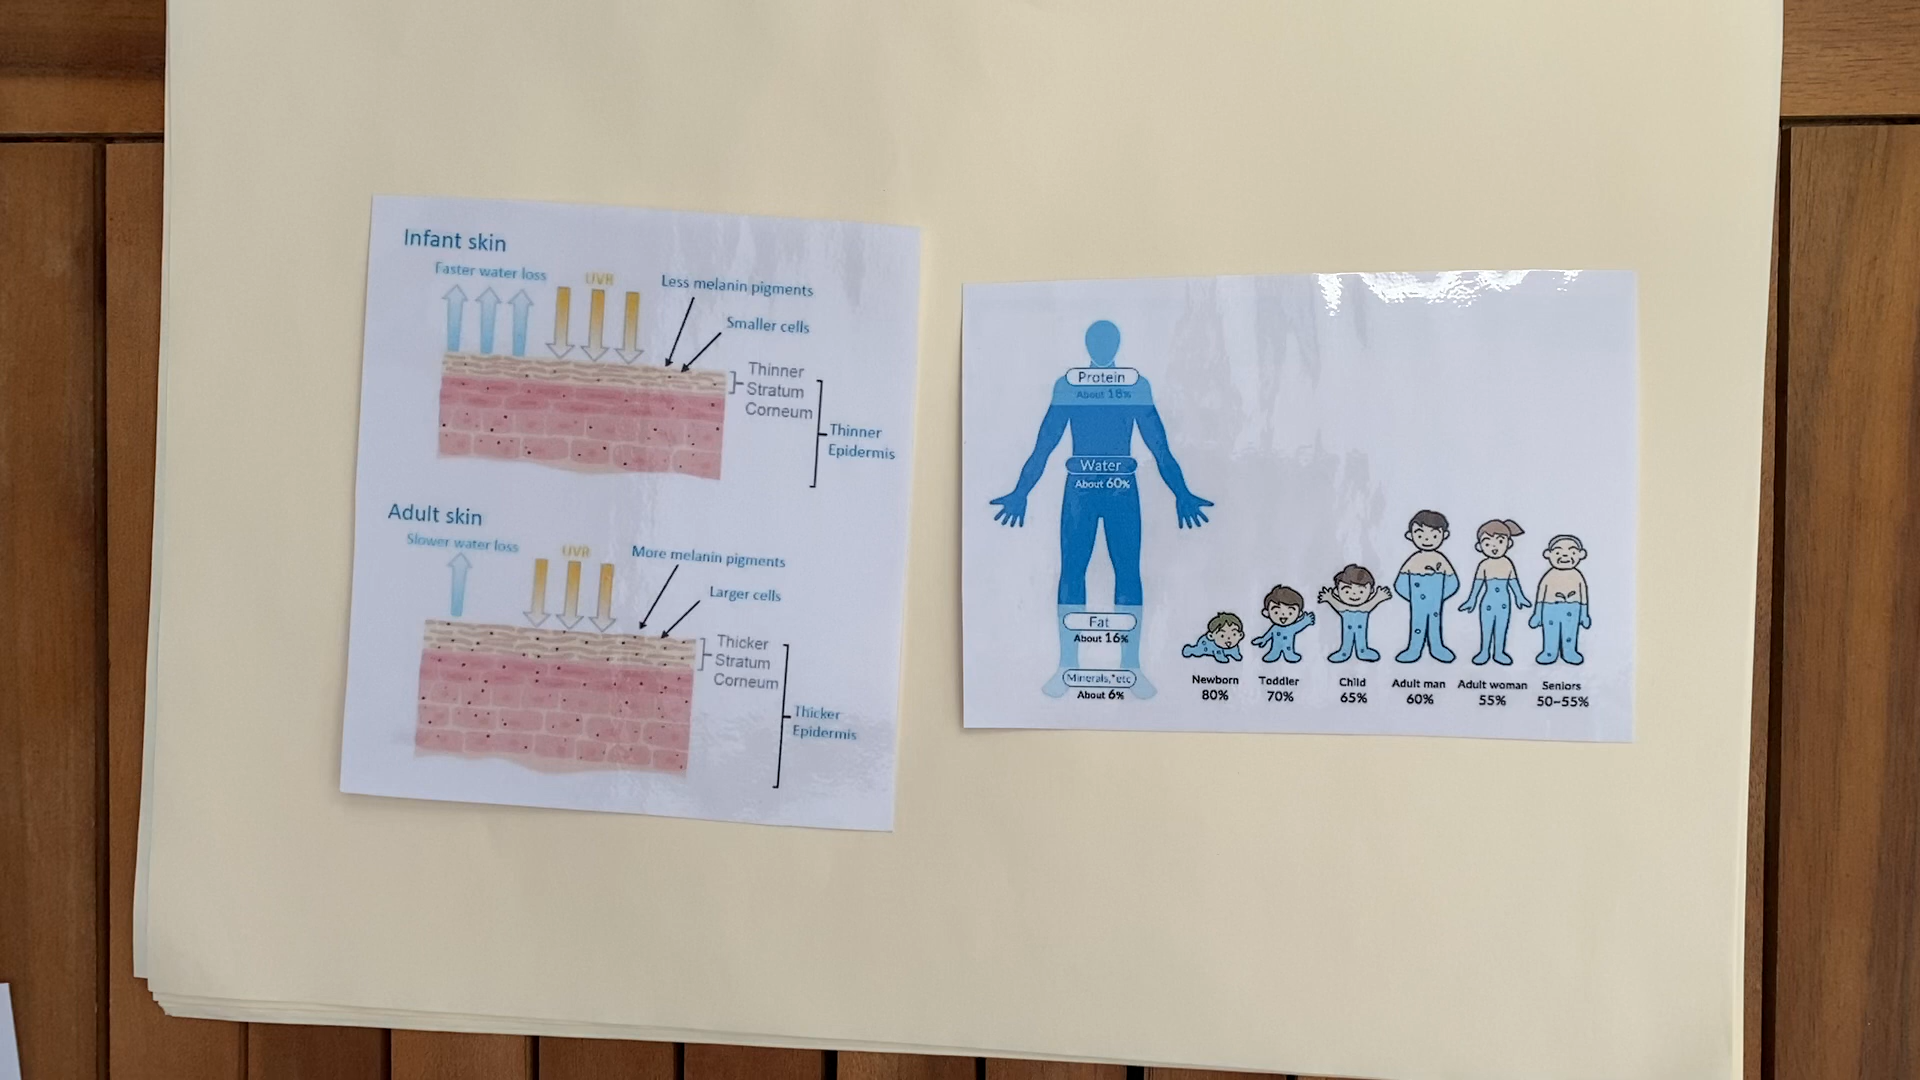 Infant skin
Faster water loss
UVR
Less melanin pigments
Smaller cells
Thinner
Stratum
Corneum
Thinner
Epidermis
Adult skin
Slower water loss
UVR
More melanin pigments
Larger cells
Thicker
Stratum
Corneum
Thicker
Epidermis
Protein
About 18%
Water
About 60%
Fat
About 16%
Minerals,*etc
About 6%
Newborn
80%
Toddler
70%
Child
65%
Adult man
60%
Adult woman
55%
Seniors
50–55%